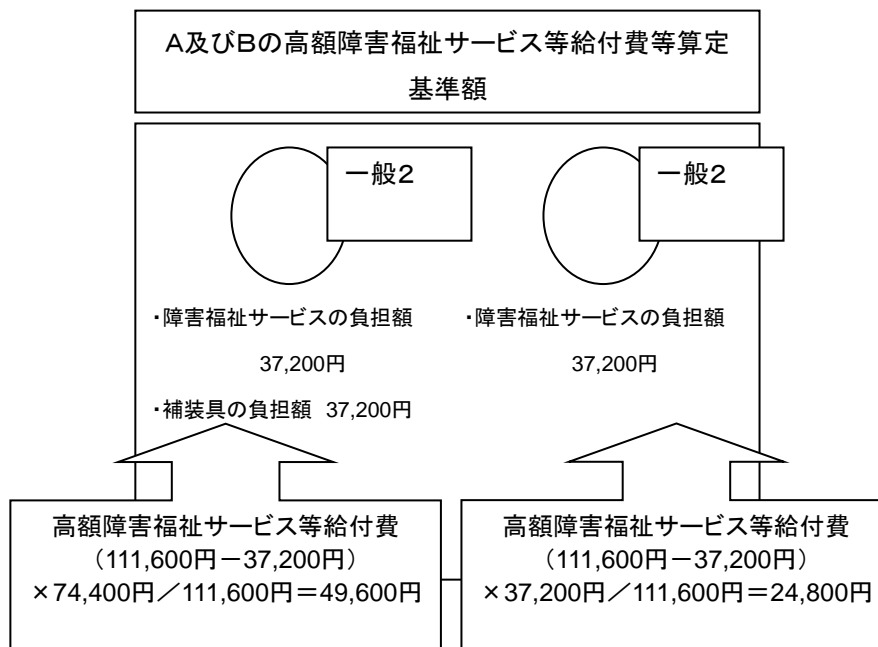 A及びBの高額障害福祉サービス等給付費等算定
基準額
一般2
一般2
・障害福祉サービスの負担額
37,200円
・補装具の負担額 37,200円
・障害福祉サービスの負担額
37,200円
高額障害福祉サービス等給付費
（111,600円－37,200円）
×74,400円／111,600円＝49,600円
高額障害福祉サービス等給付費
（111,600円－37,200円）
×37,200円／111,600円＝24,800円